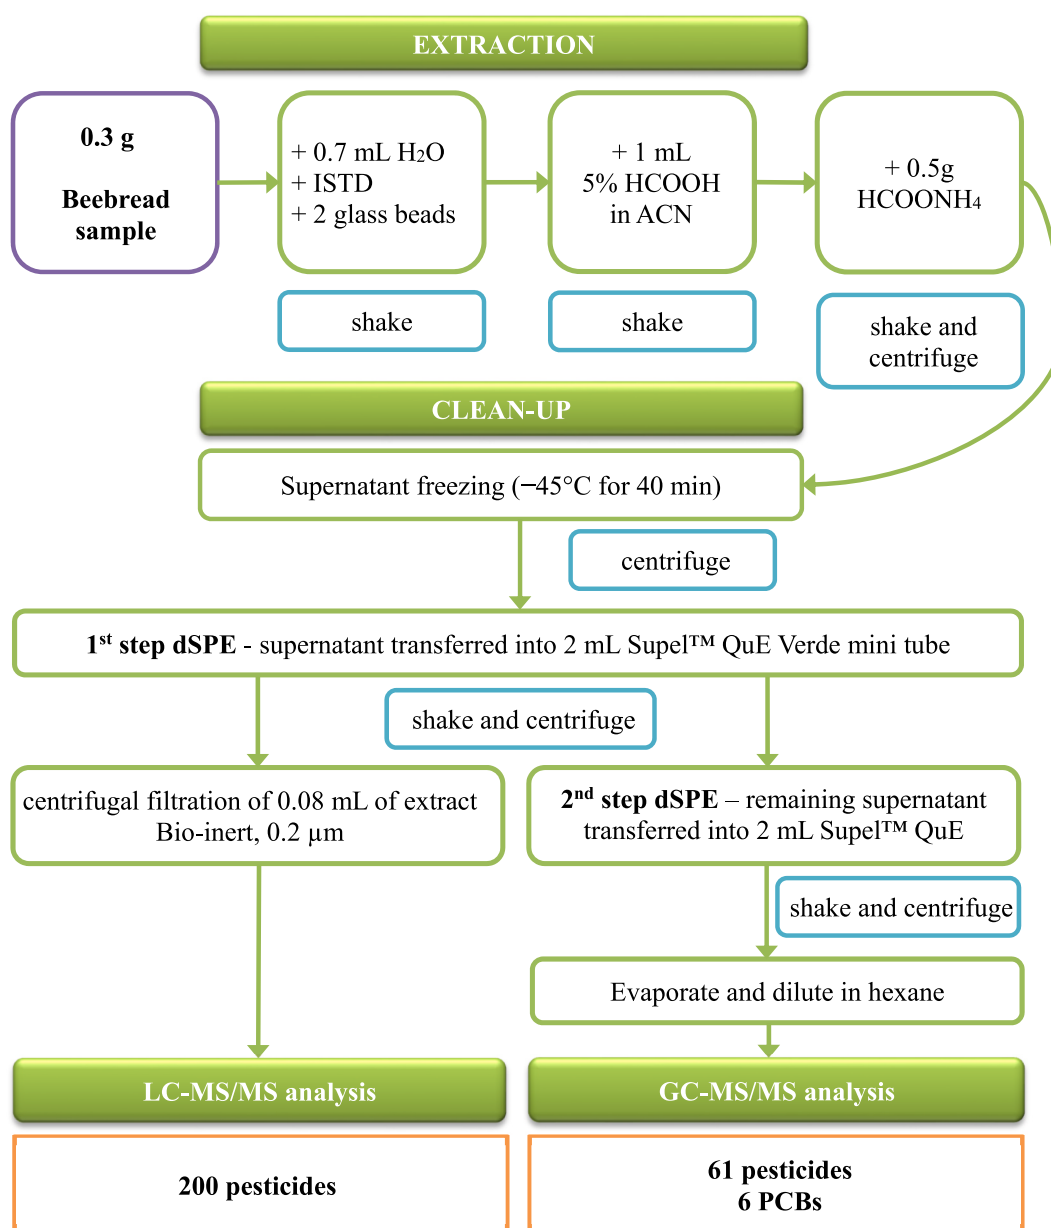 EXTRACTION
0.3 g
Beebread
sample
+ 0.7 mL H₂O
+ ISTD
+ 2 glass beads
+ 1 mL
5% HCOOH
in ACN
+ 0.5g
HCOONH₄
shake
shake
shake and
centrifuge
CLEAN-UP
Supernatant freezing (−45°C for 40 min)
centrifuge
1ˢᵗ step dSPE - supernatant transferred into 2 mL Supel™ QuE Verde mini tube
shake and centrifuge
centrifugal filtration of 0.08 mL of extract
Bio-inert, 0.2 µm
2ⁿᵈ step dSPE – remaining supernatant
transferred into 2 mL Supel™ QuE
shake and centrifuge
Evaporate and dilute in hexane
LC-MS/MS analysis
GC-MS/MS analysis
200 pesticides
61 pesticides
6 PCBs